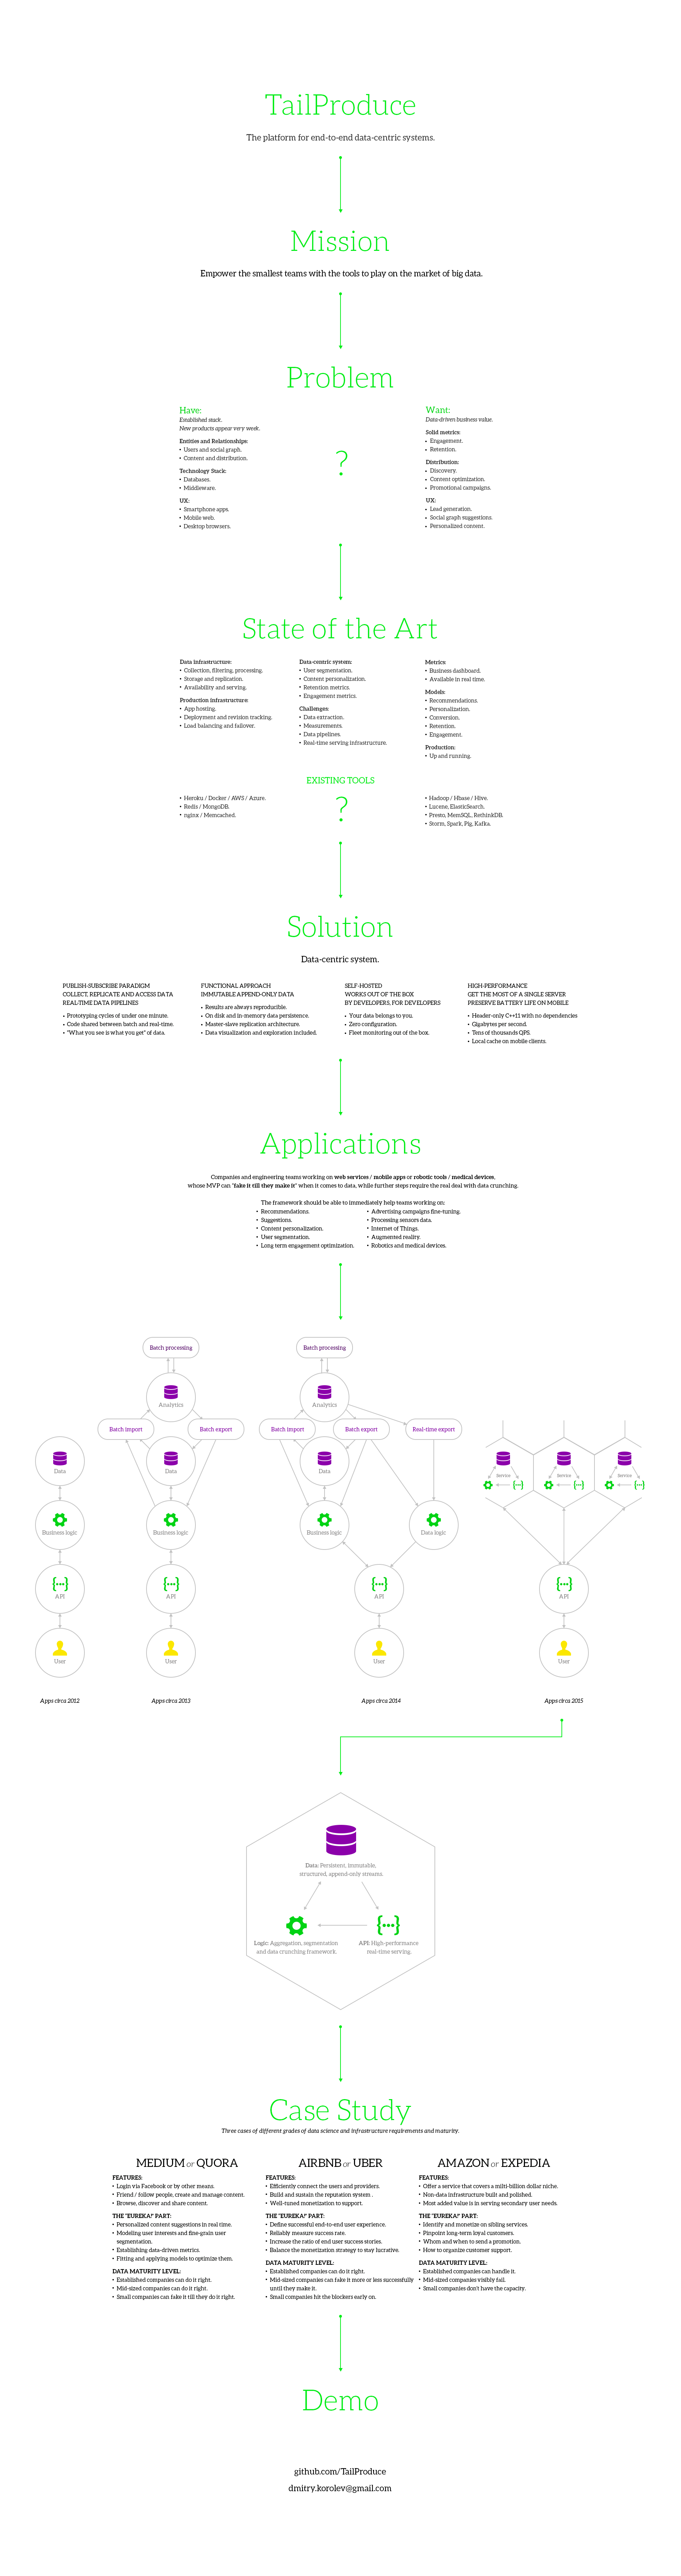 TailProduce
The platform for end-to-end data-centric systems.
Mission
Empower the smallest teams with the tools to play on the market of big data.
Problem
Have:
Established stack.
New products appear very week.
Entities and Relationships:
• Users and social graph.
• Content and distribution.
Technology Stack:
• Databases.
• Middleware.
UX:
• Smartphone apps.
• Mobile web.
• Desktop browsers.
?
Want:
Data-driven business value.
Solid metrics:
• Engagement.
• Retention.
Distribution:
• Discovery.
• Content optimization.
• Promotional campaigns.
UX:
• Lead generation.
• Social graph suggestions.
• Personalized content.
State of the Art
Data infrastructure:
• Collection, filtering, processing.
• Storage and replication.
• Availability and serving.
Production infrastructure:
• App hosting.
• Deployment and revision tracking.
• Load balancing and failover.
Data-centric system:
• User segmentation.
• Content personalization.
• Retention metrics.
• Engagement metrics.
Challenges:
• Data extraction.
• Measurements.
• Data pipelines.
• Real-time serving infrastructure.
Metrics:
• Business dashboard.
• Available in real time.
Models:
• Recommendations.
• Personalization.
• Conversion.
• Retention.
• Engagement.
Production:
• Up and running.
EXISTING TOOLS
• Heroku / Docker / AWS / Azure.
• Redis / MongoDB.
• nginx / Memcached.
?
• Hadoop / Hbase / Hive.
• Lucene, ElasticSearch.
• Presto, MemSQL, RethinkDB.
• Storm, Spark, Pig, Kafka.
Solution
Data-centric system.
PUBLISH-SUBSCRIBE PARADIGM
COLLECT, REPLICATE AND ACCESS DATA
REAL-TIME DATA PIPELINES
• Prototyping cycles of under one minute.
• Code shared between batch and real-time.
• "What you see is what you get" of data.
FUNCTIONAL APPROACH
IMMUTABLE APPEND-ONLY DATA
• Results are always reproducible.
• On disk and in-memory data persistence.
• Master-slave replication architecture.
• Data visualization and exploration included.
SELF-HOSTED
WORKS OUT OF THE BOX
BY DEVELOPERS, FOR DEVELOPERS
• Your data belongs to you.
• Zero configuration.
• Fleet monitoring out of the box.
HIGH-PERFORMANCE
GET THE MOST OF A SINGLE SERVER
PRESERVE BATTERY LIFE ON MOBILE
• Header-only C++11 with no dependencies
• Gigabytes per second.
• Tens of thousands QPS.
• Local cache on mobile clients.
Applications
Companies and engineering teams working on web services / mobile apps or robotic tools / medical devices,
whose MVP can "fake it till they make it" when it comes to data, while further steps require the real deal with data crunching.
The framework should be able to immediately help teams working on:
• Recommendations.
• Suggestions.
• Content personalization.
• User segmentation.
• Long term engagement optimization.
• Advertising campaigns fine-tuning.
• Processing sensors data.
• Internet of Things.
• Augmented reality.
• Robotics and medical devices.
Data
Business logic
API
User
Apps circa 2012
Batch processing
Analytics
Batch import
Batch export
Data
Business logic
API
User
Apps circa 2013
Batch processing
Analytics
Batch import
Batch export
Real-time export
Data
Business logic
Data logic
API
User
Apps circa 2014
Service
Service
Service
API
User
Apps circa 2015
Data: Persistent, immutable,
structured, append-only streams.
Logic: Aggregation, segmentation
and data crunching framework.
API: High-performance
real-time serving.
Case Study
Three cases of different grades of data science and infrastructure requirements and maturity.
MEDIUM or QUORA
FEATURES:
• Login via Facebook or by other means.
• Friend / follow people, create and manage content.
• Browse, discover and share content.
THE "EUREKA!" PART:
• Personalized content suggestions in real time.
• Modeling user interests and fine-grain user
segmentation.
• Establishing data-driven metrics.
• Fitting and applying models to optimize them.
DATA MATURITY LEVEL:
• Established companies can do it right.
• Mid-sized companies can do it right.
• Small companies can fake it till they do it right.
AIRBNB or UBER
FEATURES:
• Efficiently connect the users and providers.
• Build and sustain the reputation system .
• Well-tuned monetization to support.
THE "EUREKA!" PART:
• Define successful end-to-end user experience.
• Reliably measure success rate.
• Increase the ratio of end user success stories.
• Balance the monetization strategy to stay lucrative.
DATA MATURITY LEVEL:
• Established companies can do it right.
• Mid-sized companies can fake it more or less successfully
until they make it.
• Small companies hit the blockers early on.
AMAZON or EXPEDIA
FEATURES:
• Offer a service that covers a milti-billion dollar niche.
• Non-data infrastructure built and polished.
• Most added value is in serving secondary user needs.
THE "EUREKA!" PART:
• Identify and monetize on sibling services.
• Pinpoint long-term loyal customers.
• Whom and when to send a promotion.
• How to organize customer support.
DATA MATURITY LEVEL:
• Established companies can handle it.
• Mid-sized companies visibly fail.
• Small companies don't have the capacity.
Demo
github.com/TailProduce
dmitry.korolev@gmail.com